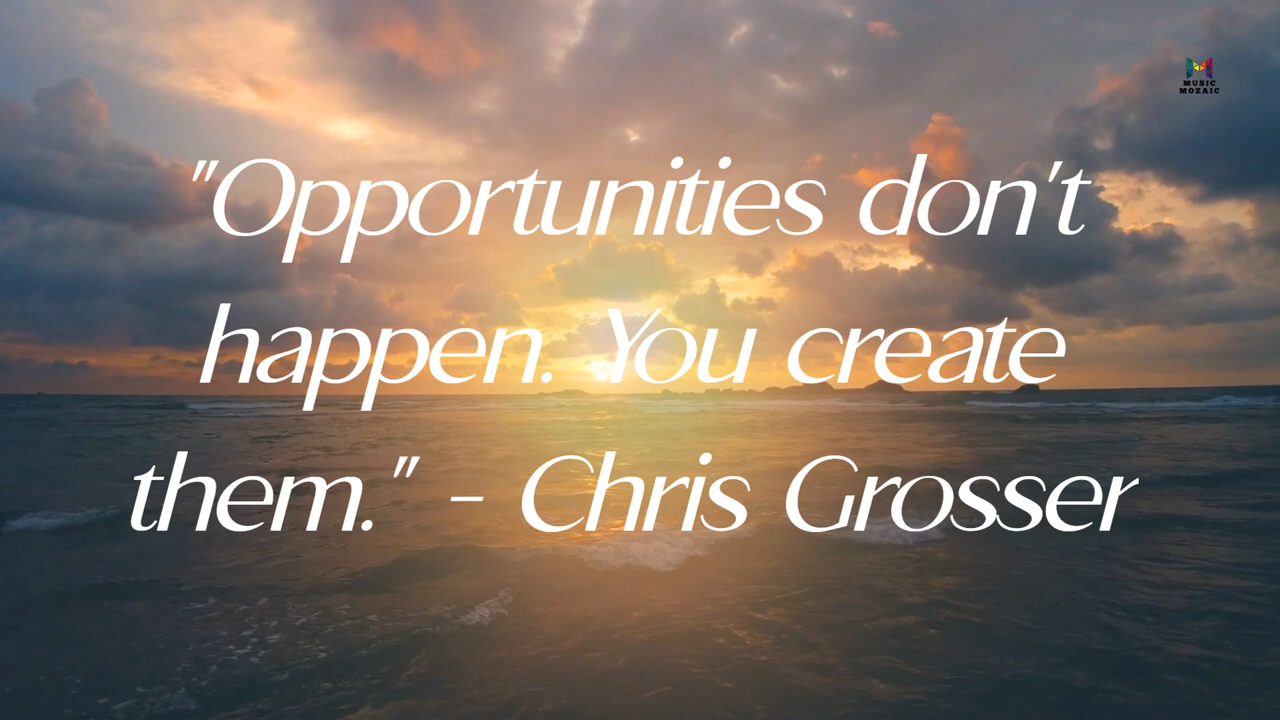 MUSIC
MOZAIC
"Opportunities don't
happen. You create
them." - Chris Grosser